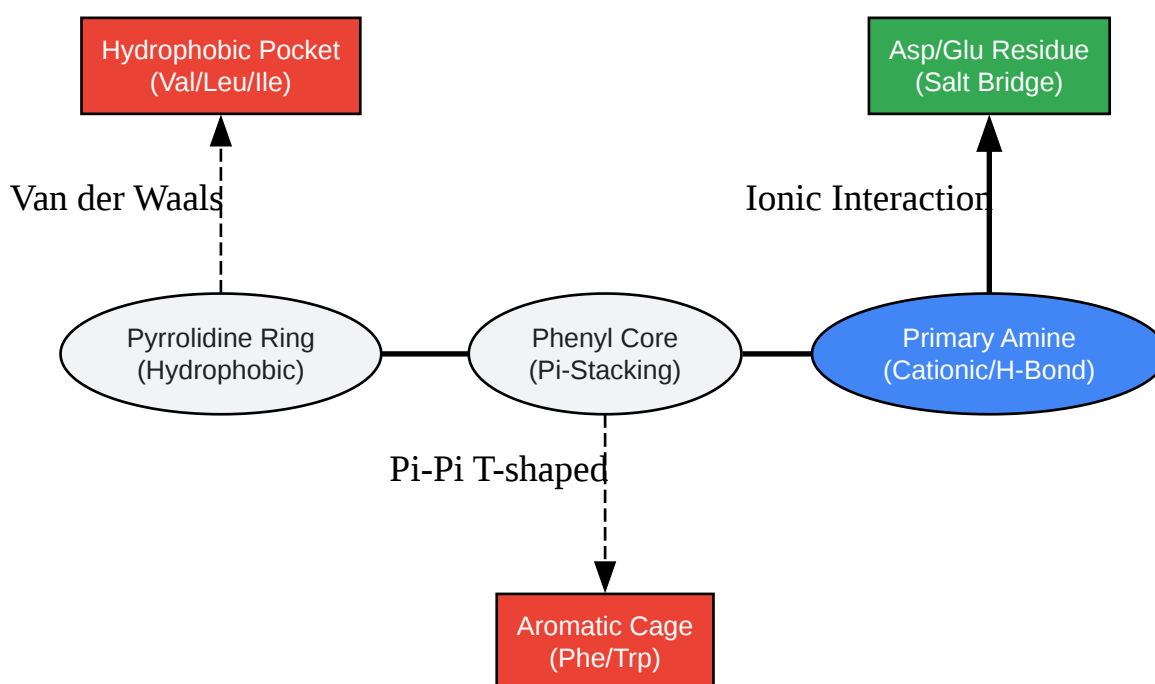 Hydrophobic Pocket
(Val/Leu/Ile)
Asp/Glu Residue
(Salt Bridge)
Van der Waals
Ionic Interaction
Pyrrolidine Ring
(Hydrophobic)
Phenyl Core
(Pi-Stacking)
Primary Amine
(Cationic/H-Bond)
Pi-Pi T-shaped
Aromatic Cage
(Phe/Trp)